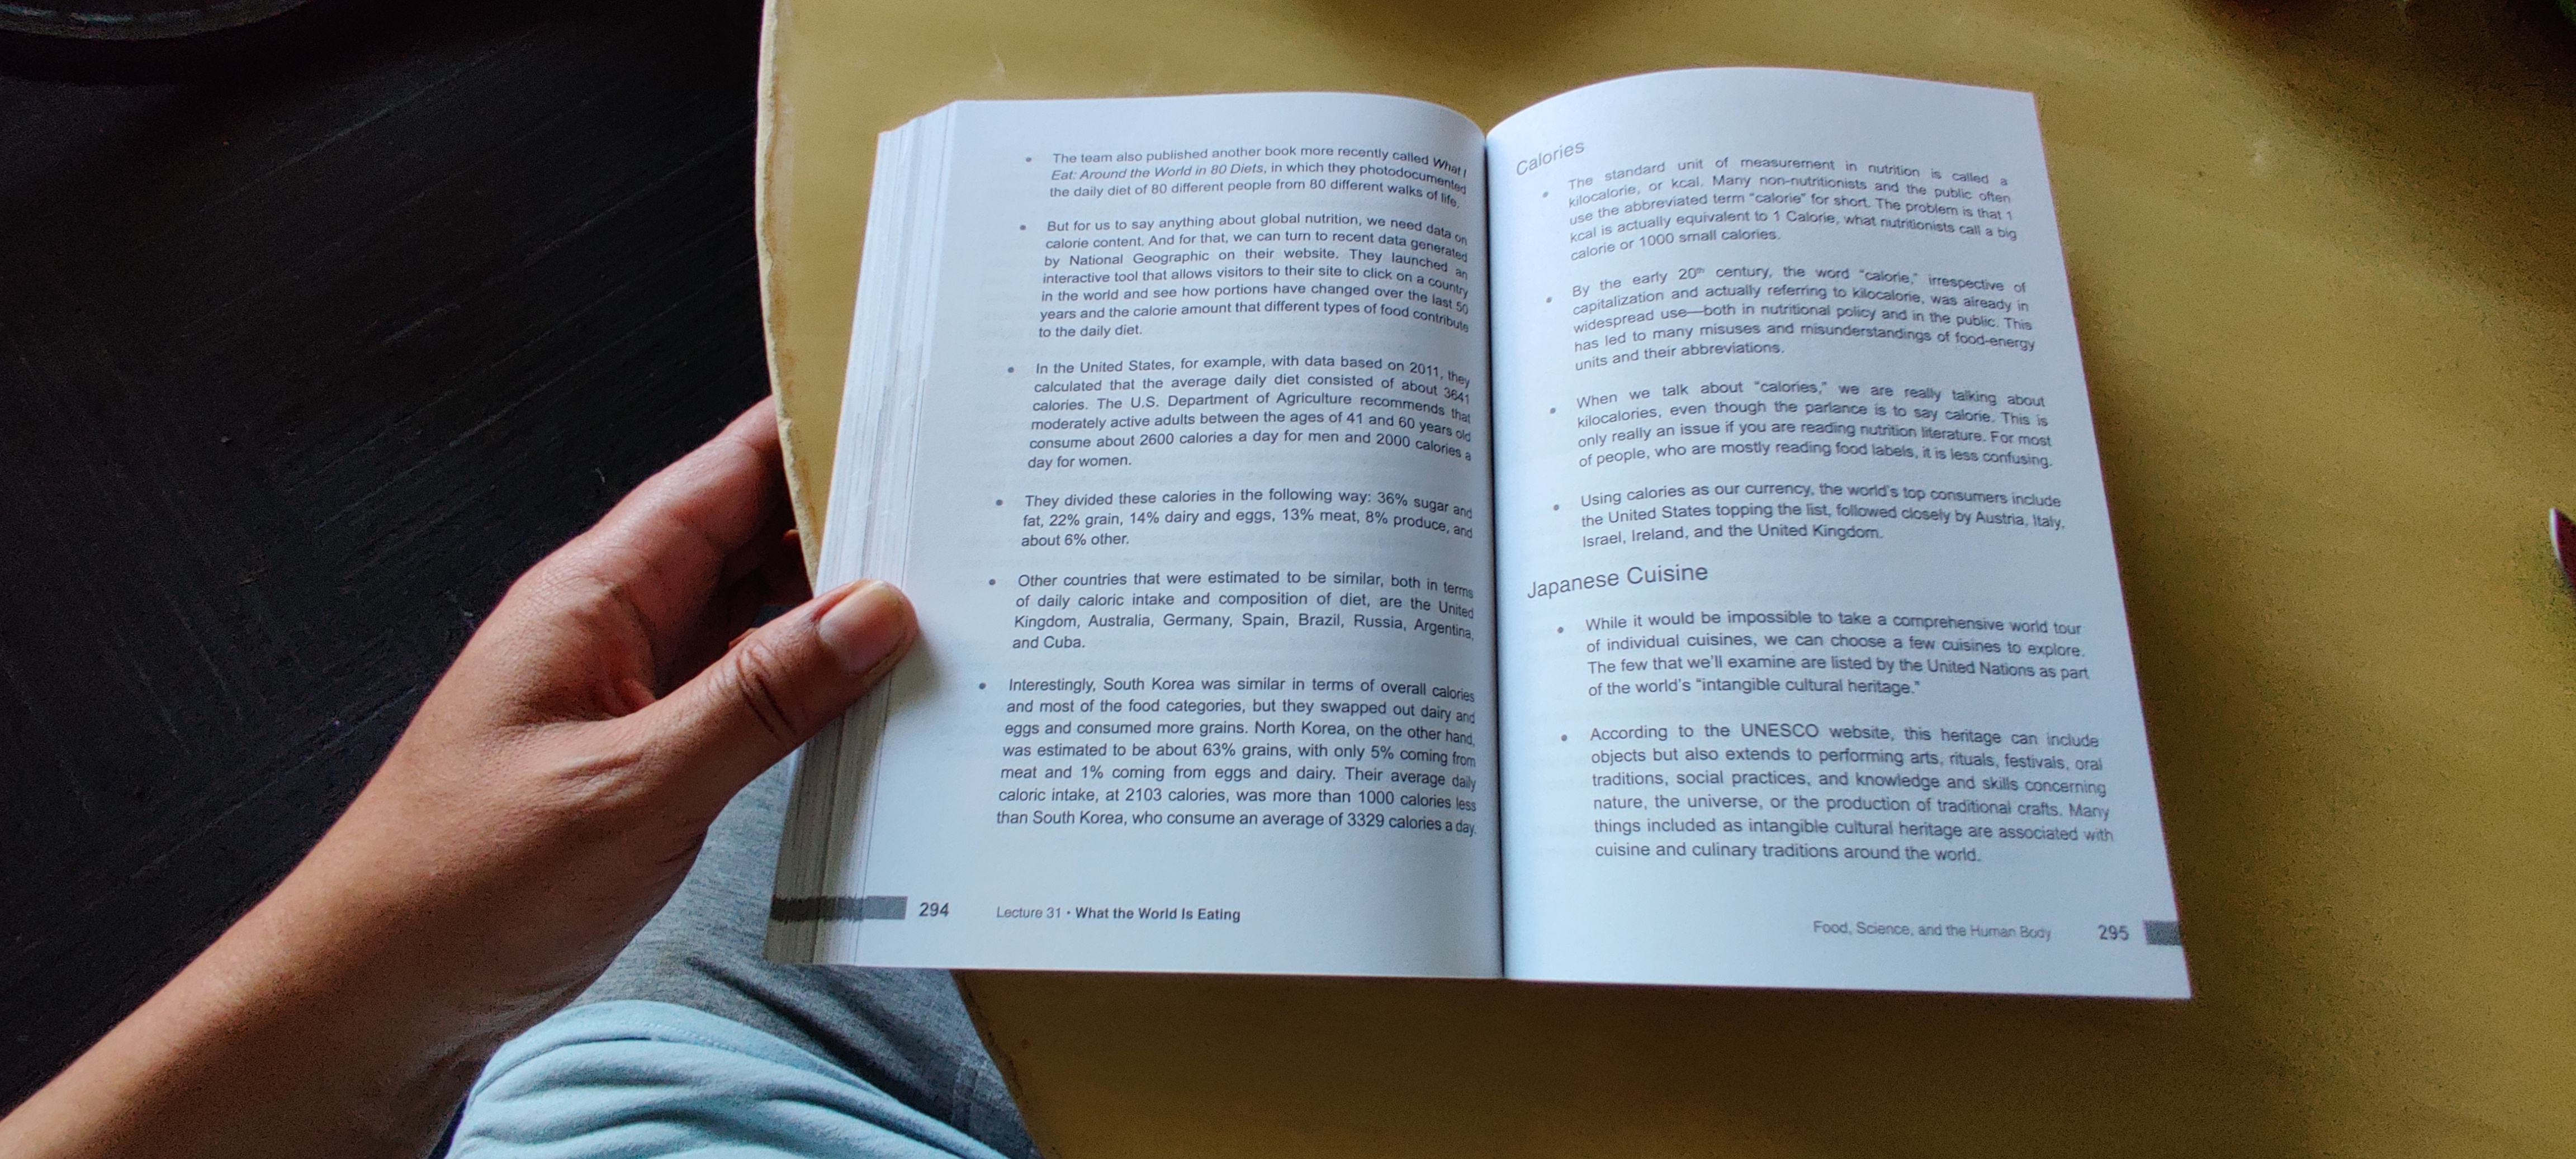 The team also published another book more recently called What I
Eat: Around the World in 80 Diets, in which they photodocumented
the daily diet of 80 different people from 80 different walks of life.
But for us to say anything about global nutrition, we need data on
calorie content. And for that, we can turn to recent data generated
by National Geographic on their website. They launched an
interactive tool that allows visitors to their site to click on a country
in the world and see how portions have changed over the last 50
years and the calorie amount that different types of food contribute
to the daily diet.
In the United States, for example, with data based on 2011, they
calculated that the average daily diet consisted of about 3641
calories. The U.S. Department of Agriculture recommends that
moderately active adults between the ages of 41 and 60 years old
consume about 2600 calories a day for men and 2000 calories a
day for women.
They divided these calories in the following way: 36% sugar and
fat, 22% grain, 14% dairy and eggs, 13% meat, 8% produce, and
about 6% other.
Other countries that were estimated to be similar, both in terms
of daily caloric intake and composition of diet, are the United
Kingdom, Australia, Germany, Spain, Brazil, Russia, Argentina,
and Cuba.
Interestingly, South Korea was similar in terms of overall calories
and most of the food categories, but they swapped out dairy and
eggs and consumed more grains. North Korea, on the other hand,
was estimated to be about 63% grains, with only 5% coming from
meat and 1% coming from eggs and dairy. Their average daily
caloric intake, at 2103 calories, was more than 1000 calories less
than South Korea, who consume an average of 3329 calories a day.
294 Lecture 31 • What the World Is Eating
Calories
The standard unit of measurement in nutrition is called a
kilocalorie, or kcal. Many non-nutritionists and the public often
use the abbreviated term "calorie" for short. The problem is that 1
kcal is actually equivalent to 1 Calorie, what nutritionists call a big
calorie or 1000 small calories.
By the early 20th century, the word "calorie," irrespective of
capitalization and actually referring to kilocalorie, was already in
widespread use—both in nutritional policy and in the public. This
has led to many misuses and misunderstandings of food-energy
units and their abbreviations.
When we talk about "calories," we are really talking about
kilocalories, even though the parlance is to say calorie. This is
only really an issue if you are reading nutrition literature. For most
of people, who are mostly reading food labels, it is less confusing.
Using calories as our currency, the world's top consumers include
the United States topping the list, followed closely by Austria, Italy,
Israel, Ireland, and the United Kingdom.
Japanese Cuisine
While it would be impossible to take a comprehensive world tour
of individual cuisines, we can choose a few cuisines to explore.
The few that we'll examine are listed by the United Nations as part
of the world's "intangible cultural heritage."
According to the UNESCO website, this heritage can include
objects but also extends to performing arts, rituals, festivals, oral
traditions, social practices, and knowledge and skills concerning
nature, the universe, or the production of traditional crafts. Many
things included as intangible cultural heritage are associated with
cuisine and culinary traditions around the world.
Food, Science, and the Human Body 295